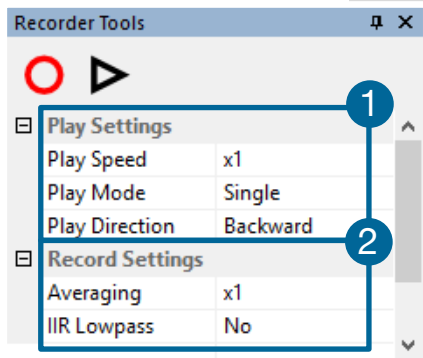 Recorder Tools
1
Play Settings
Play Speed x1
Play Mode Single
Play Direction Backward
2
Record Settings
Averaging x1
IIR Lowpass No